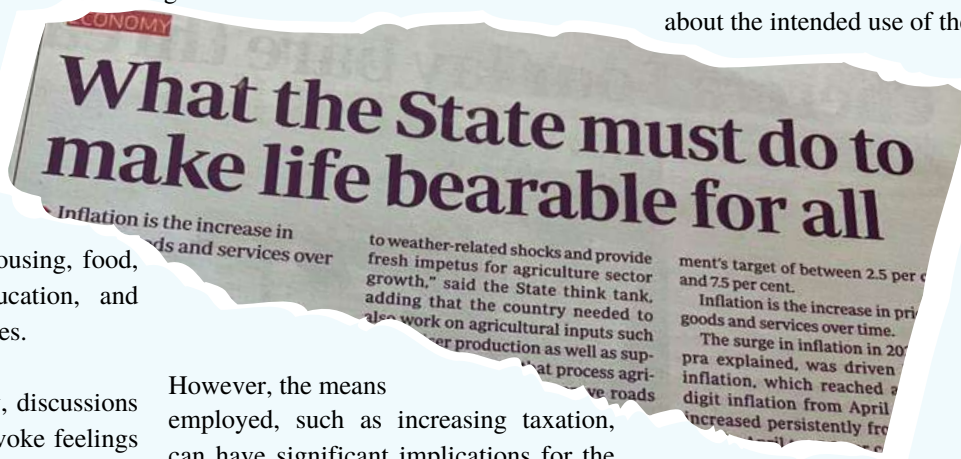 about the intended use of the
ECONOMY
What the State must do to
make life bearable for all
Inflation is the increase in
and services over
to weather-related shocks and provide
fresh impetus for agriculture sector
growth," said the State think tank,
adding that the country needed to
also work on agricultural inputs such
production as well as sup-
that process agri-
roads
ment's target of between 2.5 per
and 7.5 per cent.
Inflation is the increase in
goods and services over time.
The surge in inflation in
pra explained, was driven
inflation, which reached
digit inflation from April
increased persistently
food,
and
discussions
feelings
However, the means
employed, such as increasing taxation,
can have significant implications for the